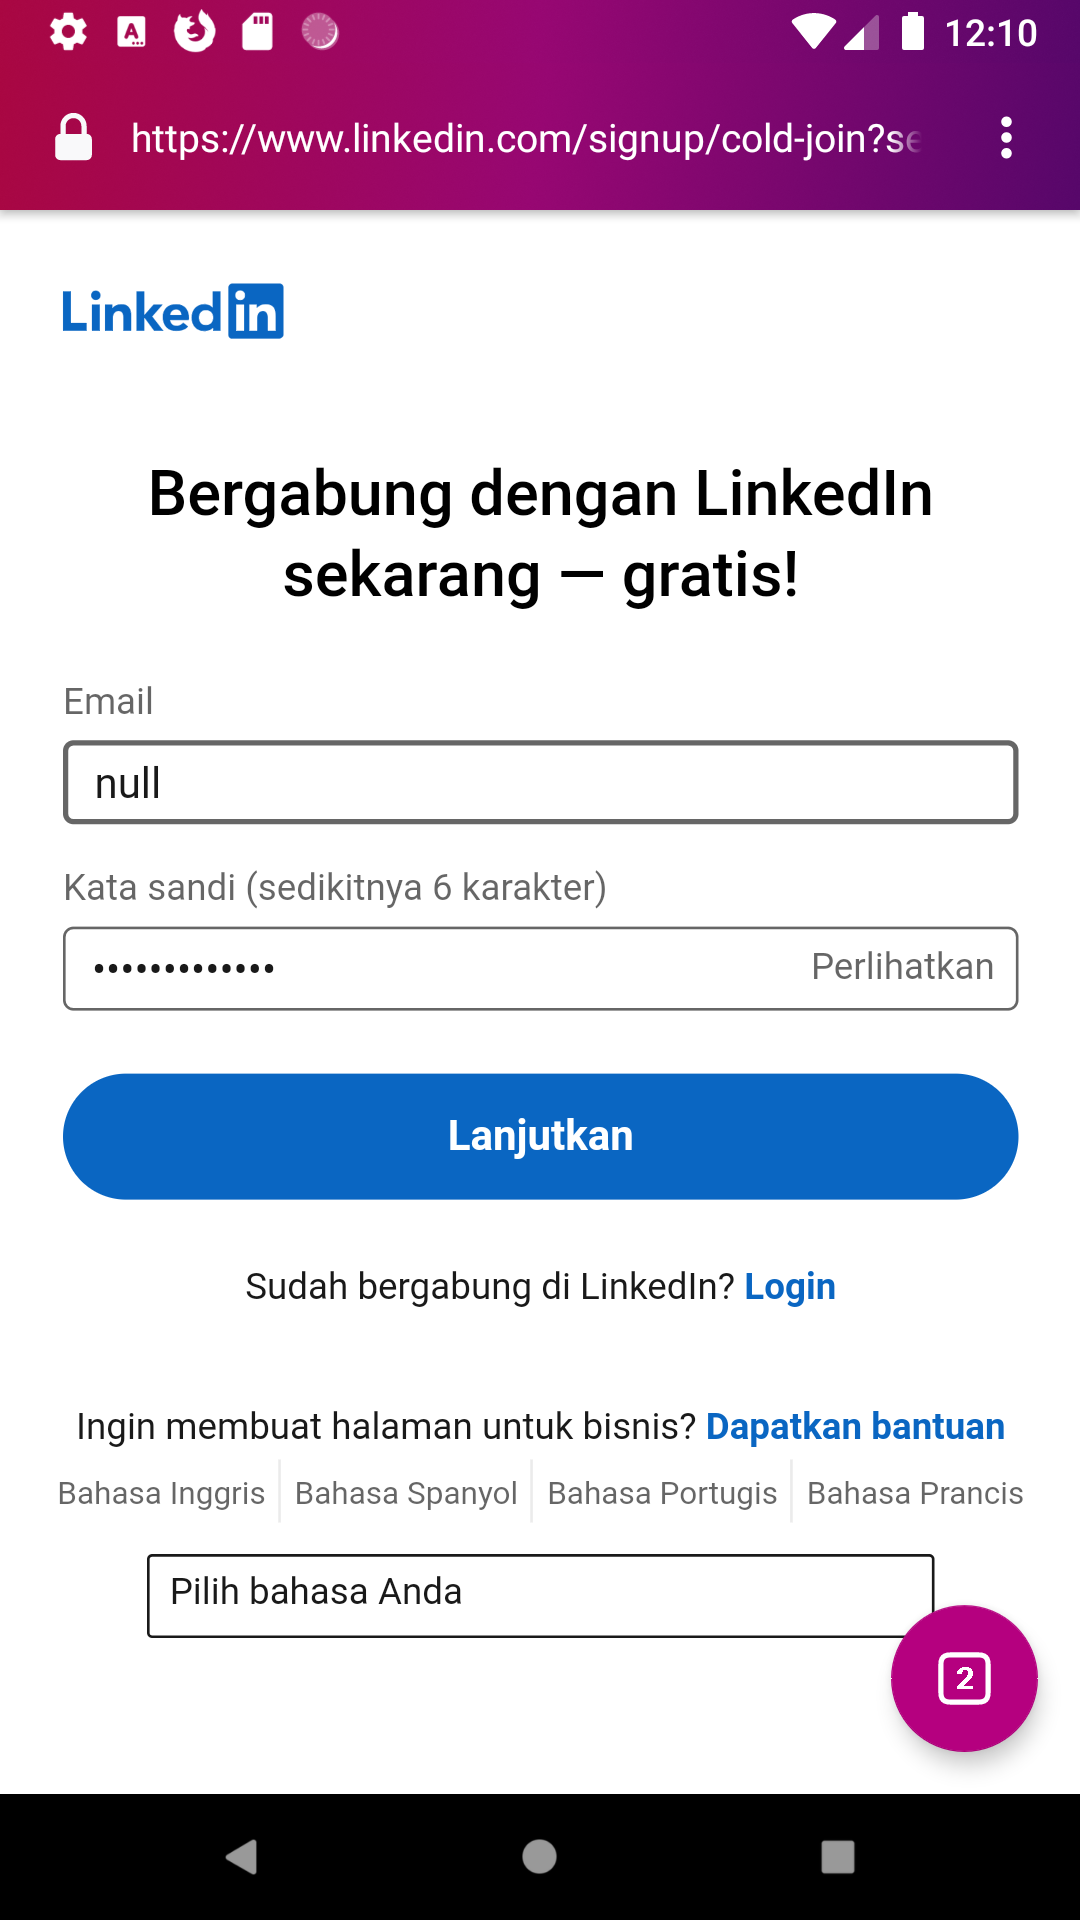 12:10
https://www.linkedin.com/signup/cold-join?se
Linkedin
Bergabung dengan LinkedIn
sekarang — gratis!
Email
null
Kata sandi (sedikitnya 6 karakter)
••••••••••••• Perlihatkan
Lanjutkan
Sudah bergabung di LinkedIn? Login
Ingin membuat halaman untuk bisnis? Dapatkan bantuan
Bahasa Inggris Bahasa Spanyol Bahasa Portugis Bahasa Prancis
Pilih bahasa Anda
2